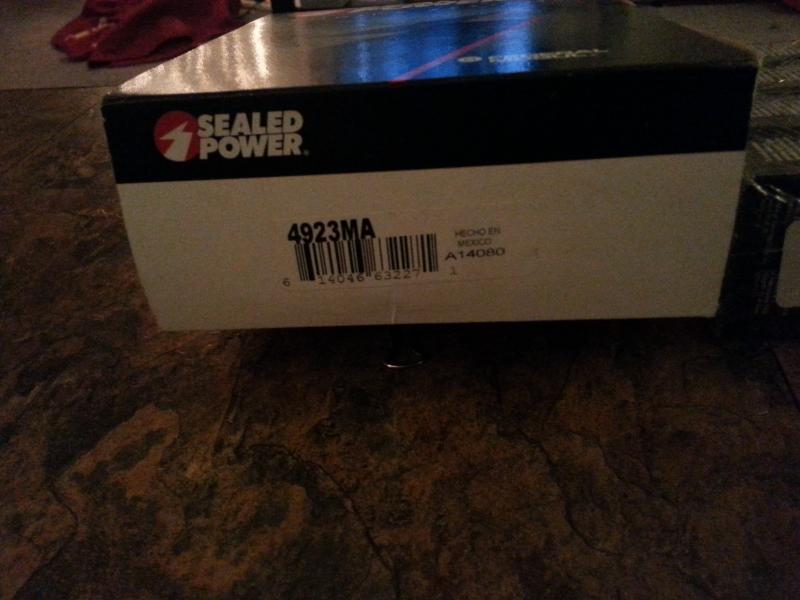 SEALED
POWER.
4923MA
HECHO EN
MEXICO
A14080
6 14046 63227 1